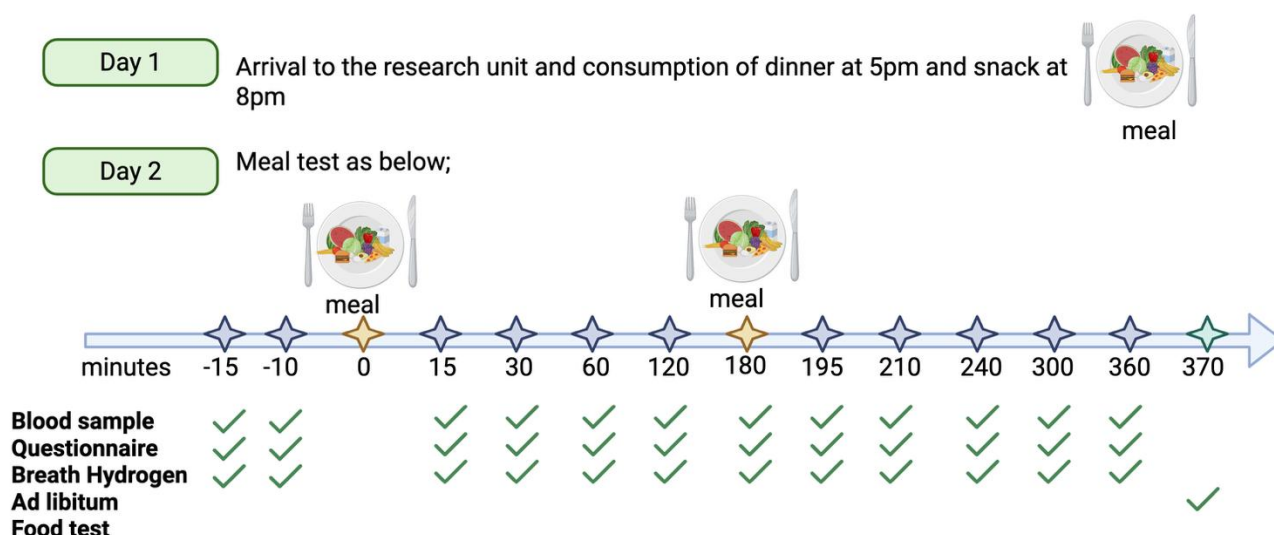 Day 1
Arrival to the research unit and consumption of dinner at 5pm and snack at
8pm
meal
Day 2
Meal test as below;
meal
meal
minutes -15 -10 0 15 30 60 120 180 195 210 240 300 360 370
Blood sample
Questionnaire
Breath Hydrogen
Ad libitum
Food test